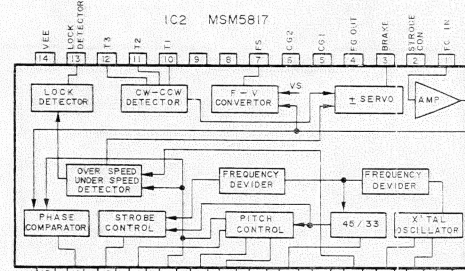 IC2 MSM5817
VEE
LOCK DETECTOR
T3
T2
T1
FS
CG2
CG1
FG OUT
BRAKE
STROBE CON
FG IN
14 13 12 11 10 9 8 7 6 5 4 3 2 1
LOCK DETECTOR
CW-CCW DETECTOR
F-V CONVERTOR
VS
± SERVO
AMP
OVER SPEED UNDER SPEED DETECTOR
FREQUENCY DEVIDER
FREQUENCY DEVIDER
PHASE COMPARATOR
STROBE CONTROL
PITCH CONTROL
45/33
X'TAL OSCILLATOR